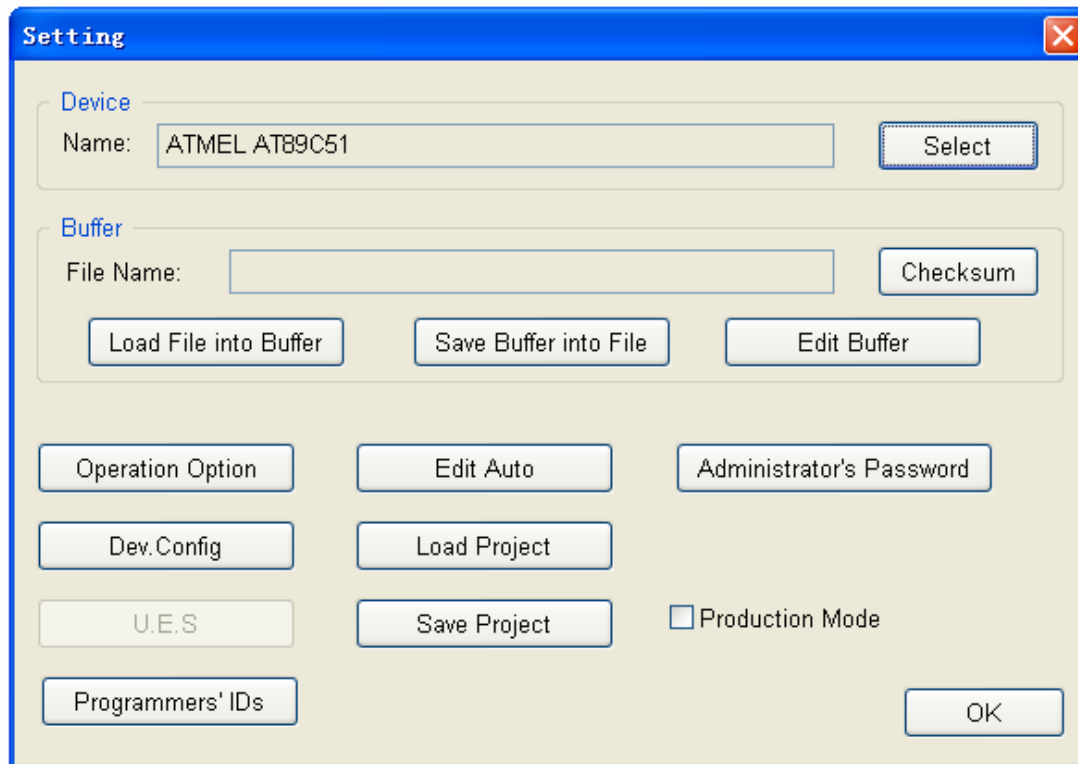 Setting
Device
Name: ATMEL AT89C51 Select
Buffer
File Name: Checksum
Load File into Buffer Save Buffer into File Edit Buffer
Operation Option Edit Auto Administrator's Password
Dev.Config Load Project
U.E.S Save Project Production Mode
Programmers' IDs
OK